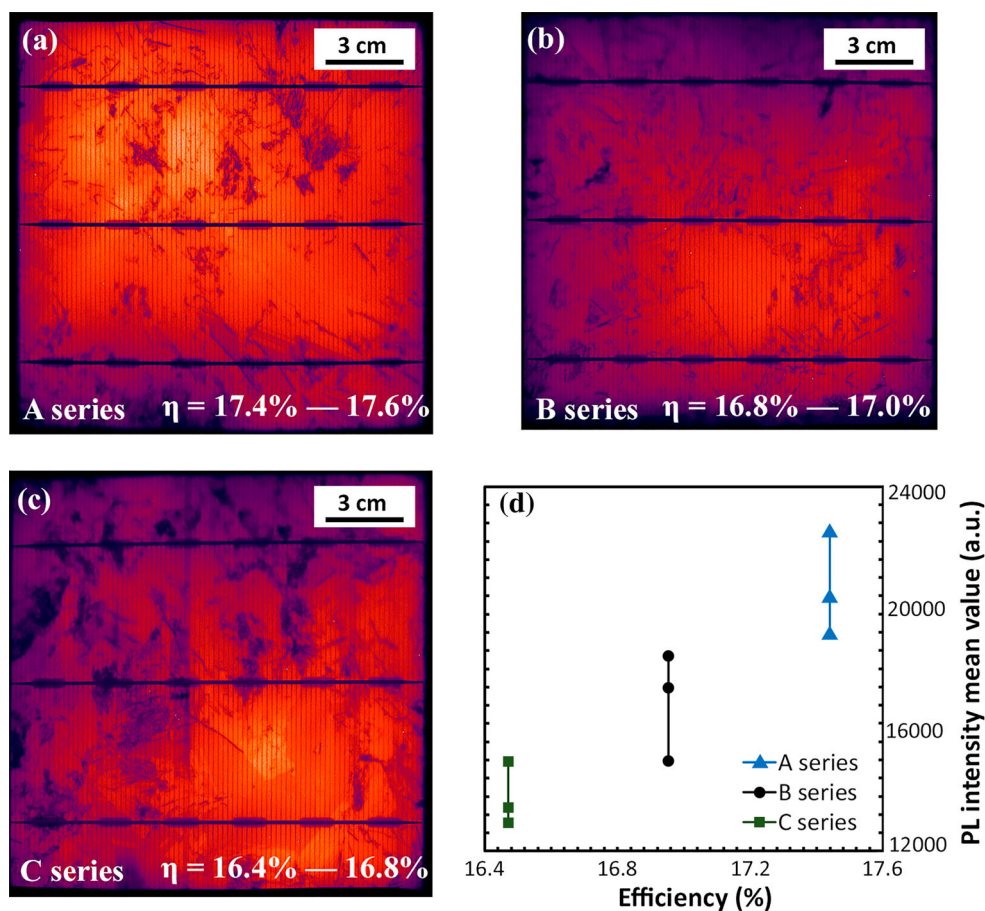 (a)
3 cm
A series η = 17.4% — 17.6%
(b)
3 cm
B series η = 16.8% — 17.0%
(c)
3 cm
C series η = 16.4% — 16.8%
(d)
24000
20000
16000
12000
PL intensity mean value (a.u.)
A series
B series
C series
16.4 16.8 17.2 17.6
Efficiency (%)